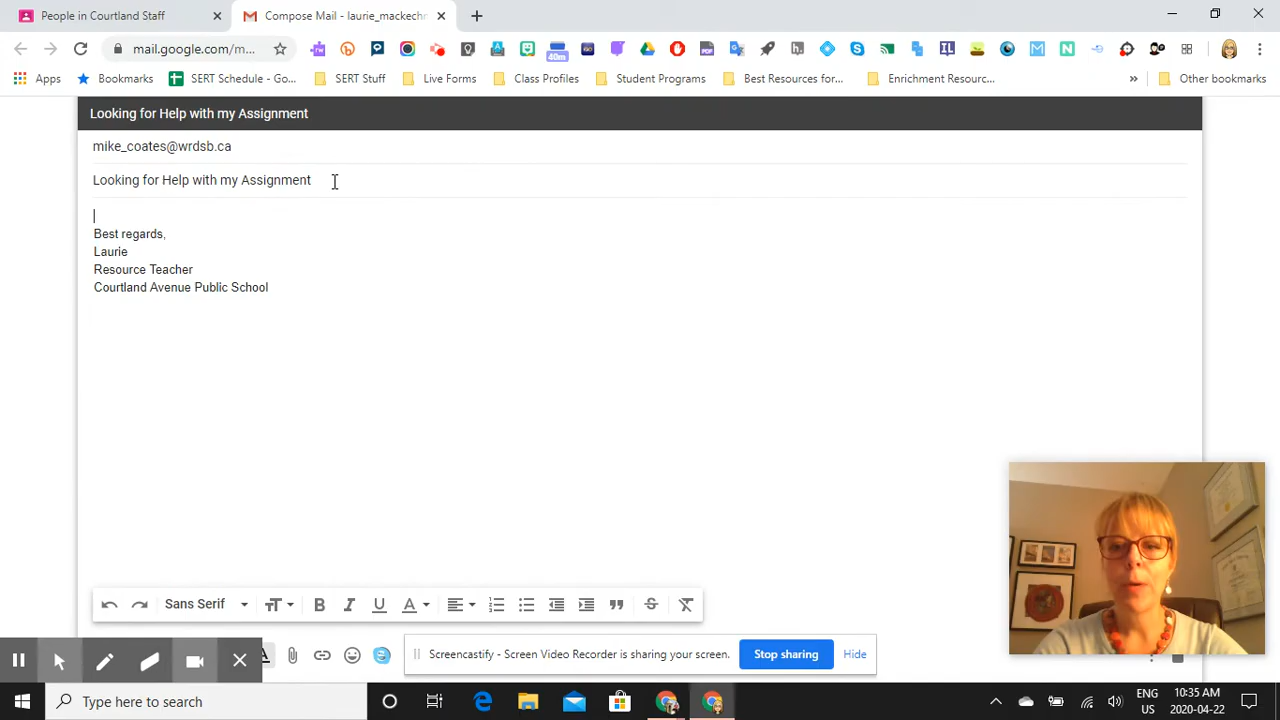 People in Courtland Staff
Compose Mail - laurie_mackechn
mail.google.com/m...
40m
Apps
Bookmarks
SERT Schedule - Go...
SERT Stuff
Live Forms
Class Profiles
Student Programs
Best Resources for...
Enrichment Resourc...
Other bookmarks
Looking for Help with my Assignment
mike_coates@wrdsb.ca
Looking for Help with my Assignment
Best regards,
Laurie
Resource Teacher
Courtland Avenue Public School
Sans Serif
Screencastify - Screen Video Recorder is sharing your screen.
Stop sharing
Hide
Type here to search
ENG
US
10:35 AM
2020-04-22